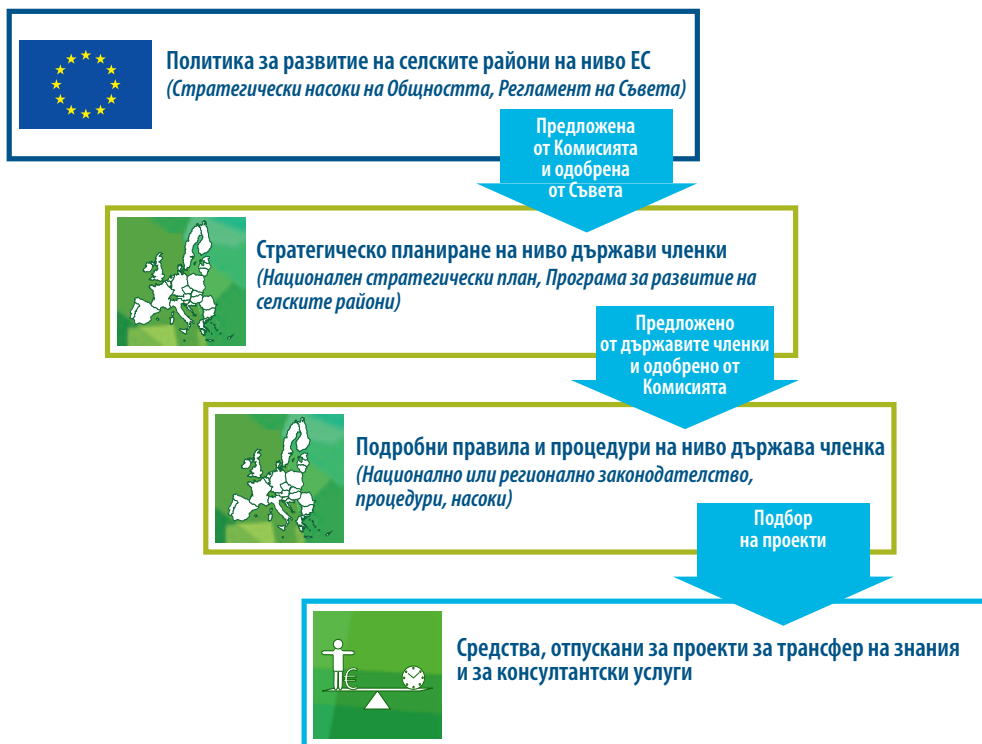 Политика за развитие на селските райони на ниво ЕС
(Стратегически насоки на Общността, Регламент на Съвета)
Предложена
от Комисията
и одобрена
от Съвета
Стратегическо планиране на ниво държави членки
(Национален стратегически план, Програма за развитие на
селските райони)
Предложено
от държавите членки
и одобрено от
Комисията
Подробни правила и процедури на ниво държава членка
(Национално или регионално законодателство,
процедури, насоки)
Подбор
на проекти
€
Средства, отпускани за проекти за трансфер на знания
и за консултантски услуги